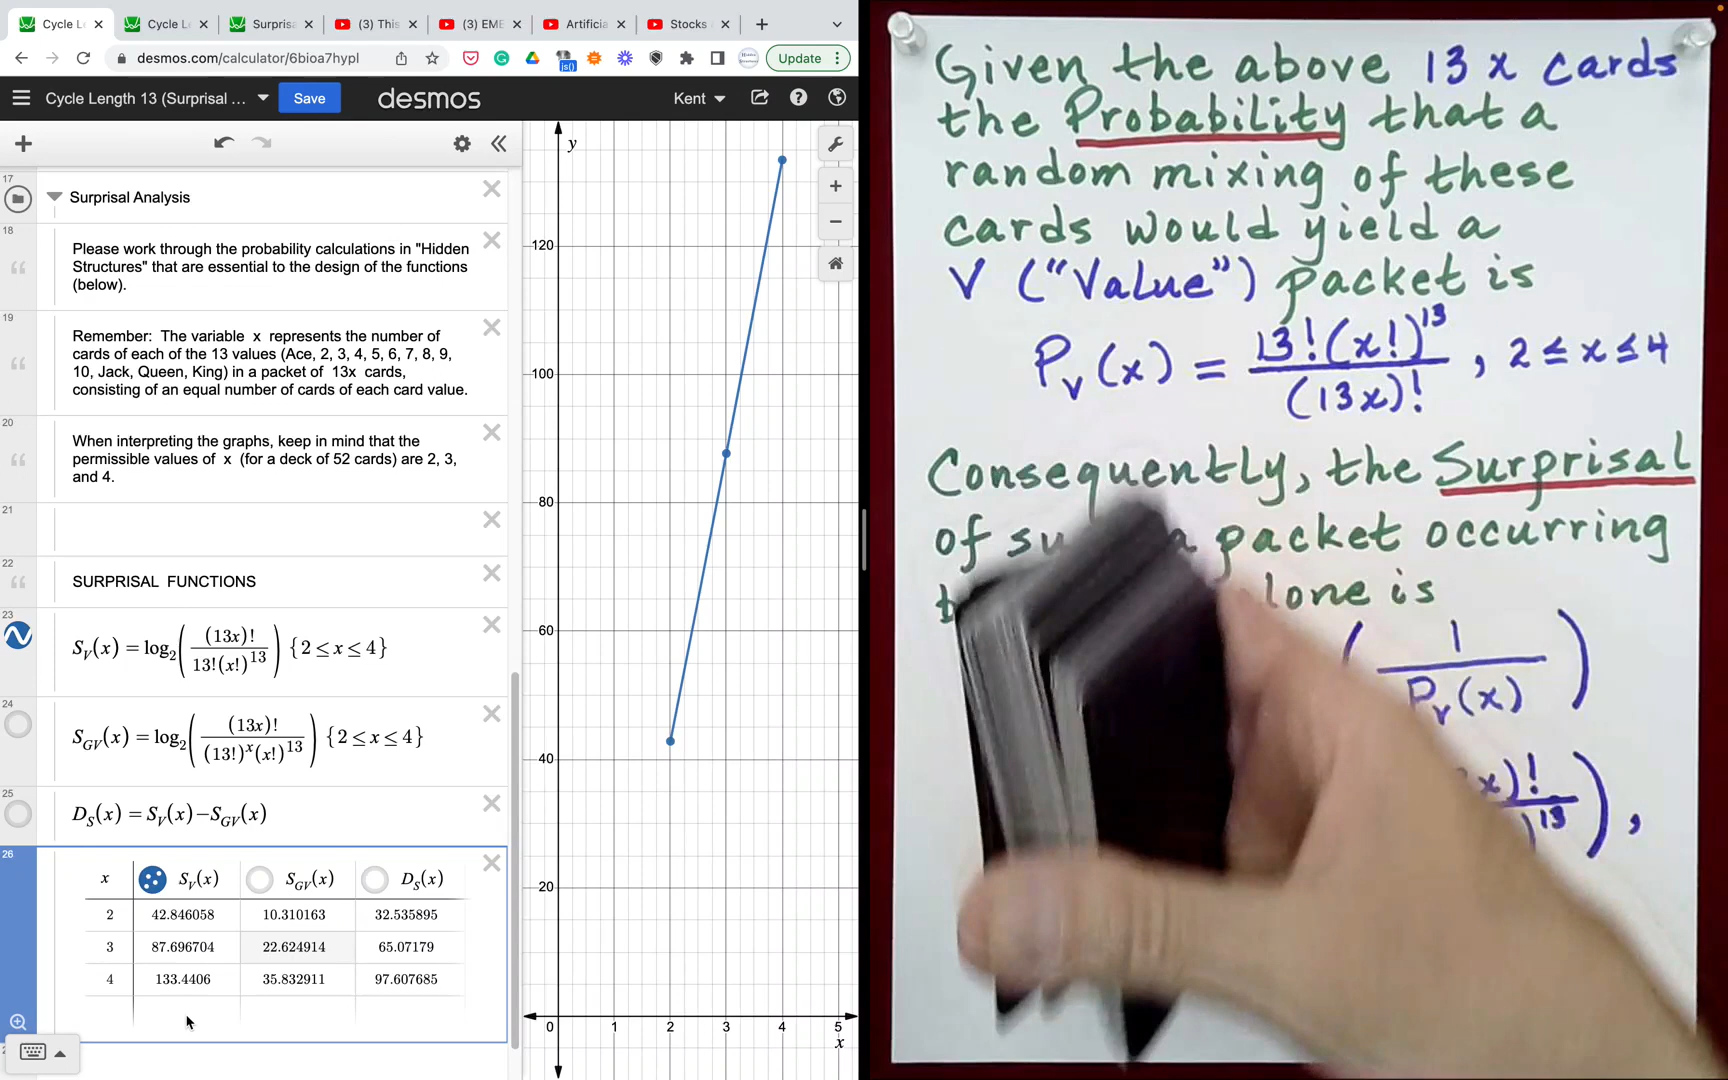 Cycle Le
Cycle Le
Surprisa
(3) This
(3) EME
Artificia
Stocks
desmos.com/calculator/6bioa7hypl
Update
Cycle Length 13 (Surprisal ...
Save
desmos
Kent
17
Surprisal Analysis
18
Please work through the probability calculations in "Hidden
Structures" that are essential to the design of the functions
(below).
19
Remember: The variable x represents the number of
cards of each of the 13 values (Ace, 2, 3, 4, 5, 6, 7, 8, 9,
10, Jack, Queen, King) in a packet of 13x cards,
consisting of an equal number of cards of each card value.
20
When interpreting the graphs, keep in mind that the
permissible values of x (for a deck of 52 cards) are 2, 3,
and 4.
21
22
SURPRISAL FUNCTIONS
23
S_V(x) = log_2((13x)! / 13!(x!)^13) {2 ≤ x ≤ 4}
24
S_GV(x) = log_2((13x)! / (13!)^x (x!)^13) {2 ≤ x ≤ 4}
25
D_S(x) = S_V(x) − S_GV(x)
26
x S_V(x) S_GV(x) D_S(x)
2 42.846058 10.310163 32.535895
3 87.696704 22.624914 65.07179
4 133.4406 35.832911 97.607685
y
120
100
80
60
40
20
0 1 2 3 4 5
x
Given the above 13 x cards
the Probability that a
random mixing of these
cards would yield a
V ("Value") packet is
P_V(x) = 13!(x!)^13 / (13x)! , 2 ≤ x ≤ 4
Consequently, the Surprisal
of su a packet occurring
lone is
(1 / P_V(x))
x)! / )^13 ) ,